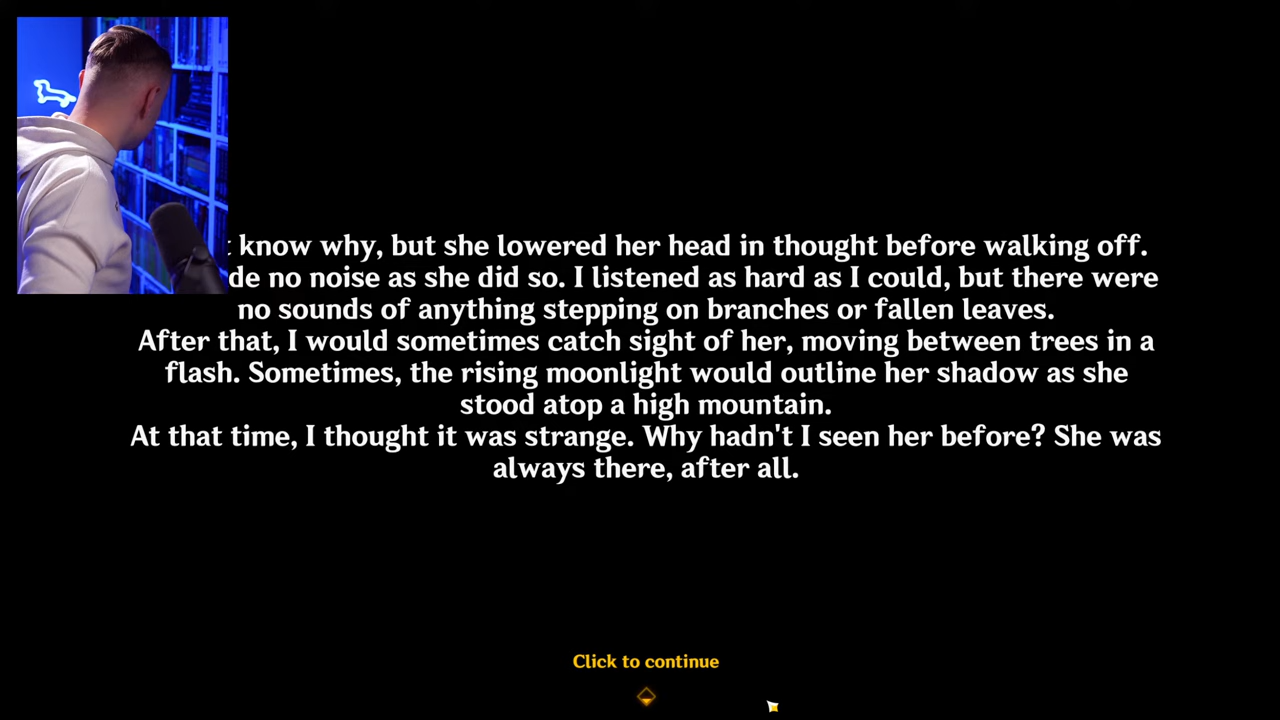 know why, but she lowered her head in thought before walking off.
no noise as she did so. I listened as hard as I could, but there were
no sounds of anything stepping on branches or fallen leaves.
After that, I would sometimes catch sight of her, moving between trees in a
flash. Sometimes, the rising moonlight would outline her shadow as she
stood atop a high mountain.
At that time, I thought it was strange. Why hadn't I seen her before? She was
always there, after all.
Click to continue